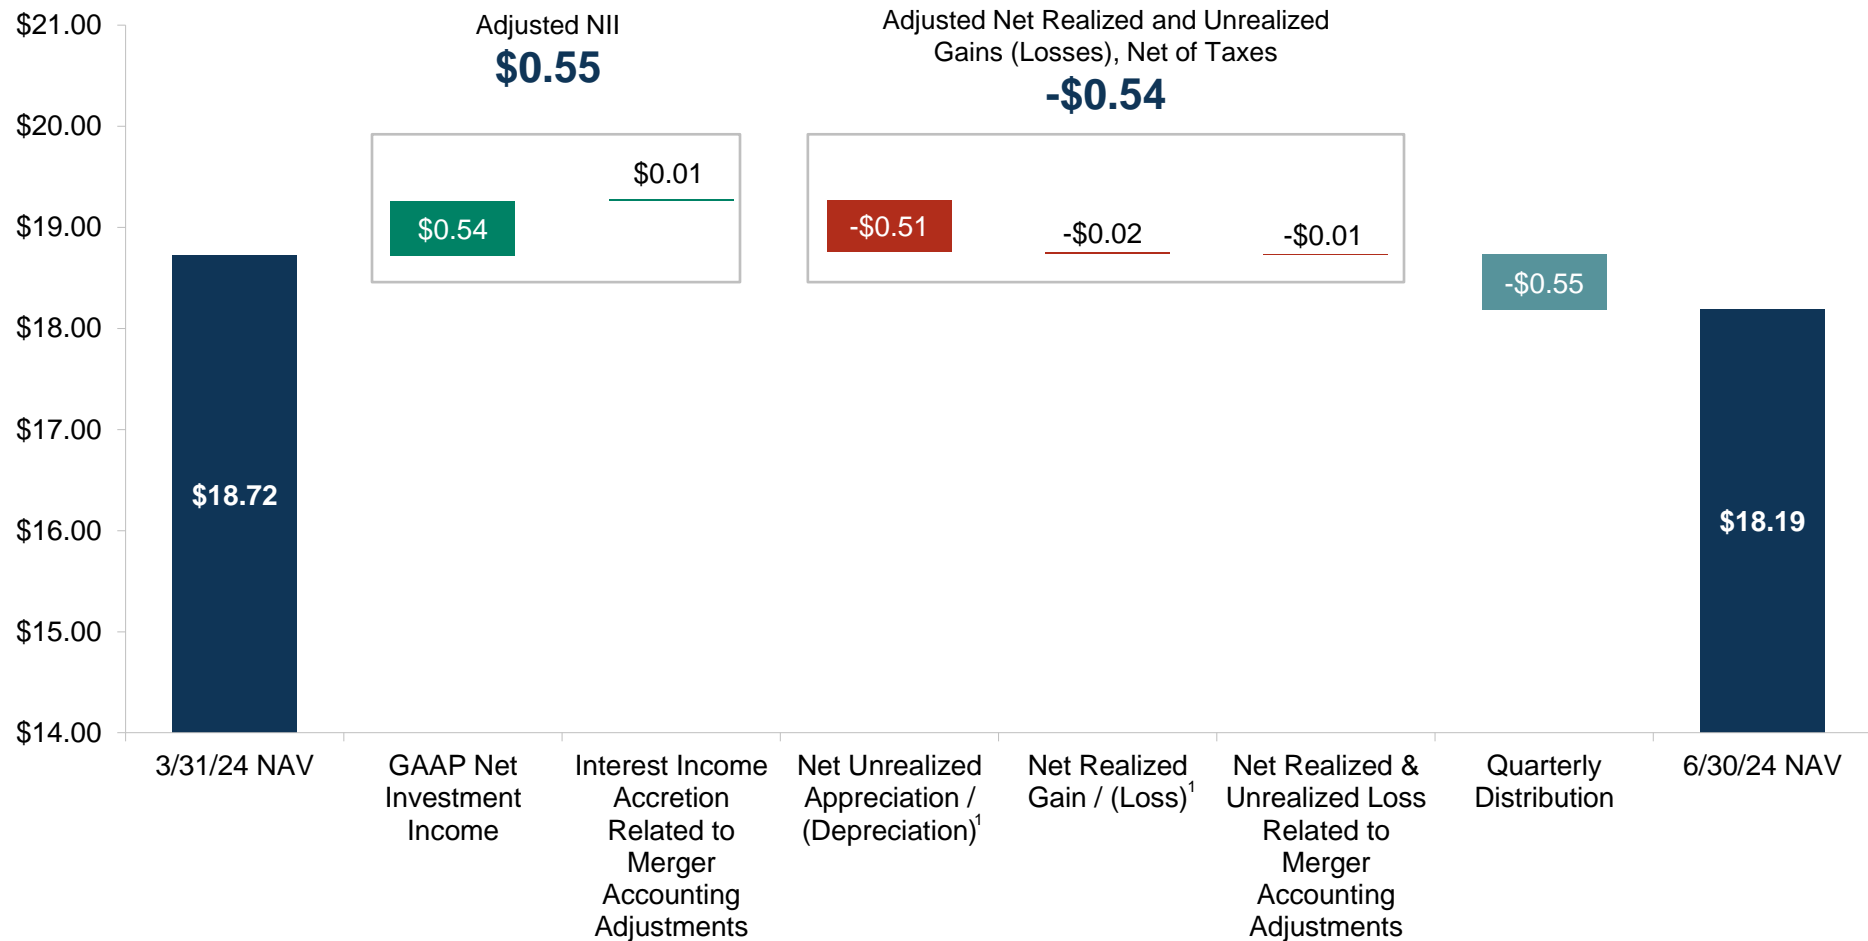 $21.00
$20.00
$19.00
$18.00
$17.00
$16.00
$15.00
$14.00
Adjusted NII
$0.55
Adjusted Net Realized and Unrealized
Gains (Losses), Net of Taxes
-$0.54
$18.72
$0.54
$0.01
-$0.51
-$0.02
-$0.01
-$0.55
$18.19
3/31/24 NAV
GAAP Net
Investment
Income
Interest Income
Accretion
Related to
Merger
Accounting
Adjustments
Net Unrealized
Appreciation /
(Depreciation)¹
Net Realized
Gain / (Loss)¹
Net Realized &
Unrealized Loss
Related to
Merger
Accounting
Adjustments
Quarterly
Distribution
6/30/24 NAV